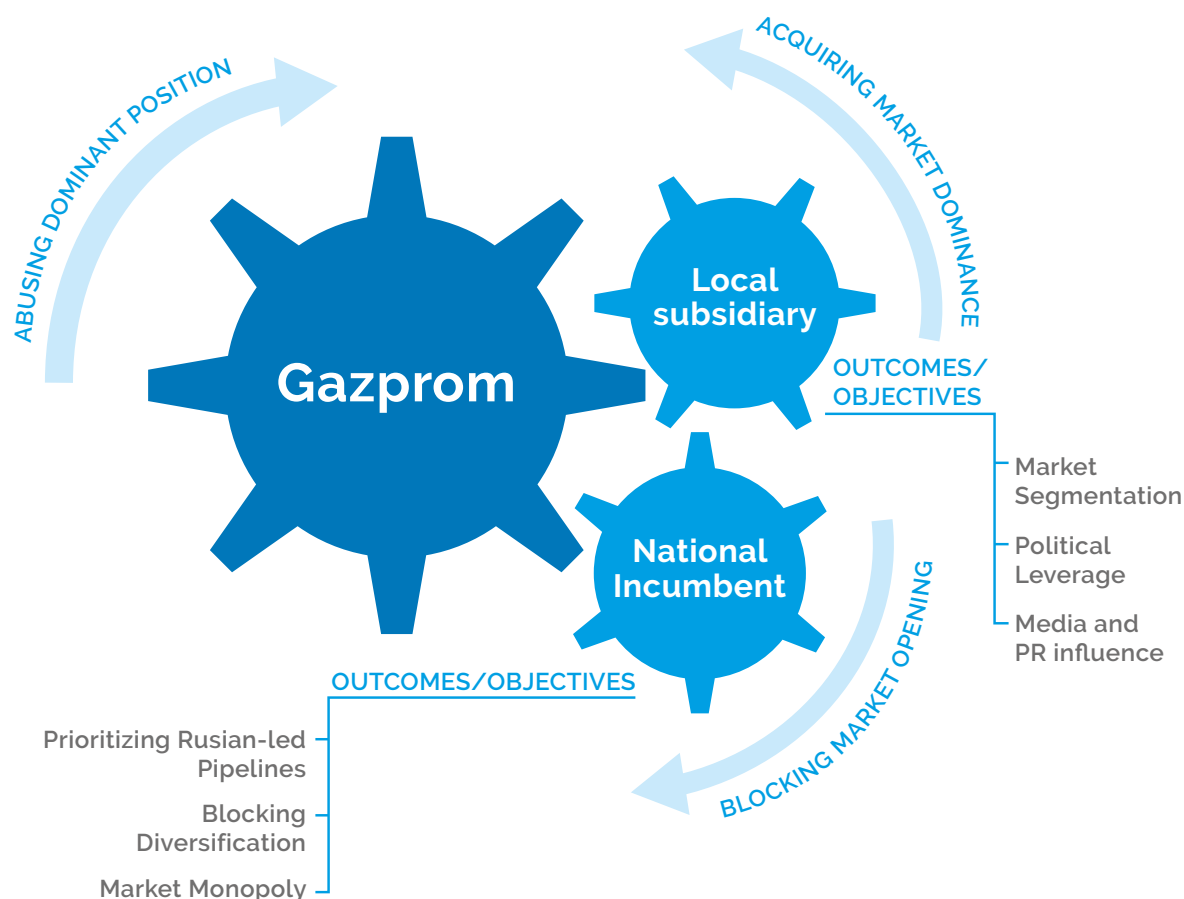 ABUSING DOMINANT POSITION
ACQUIRING MARKET DOMINANCE
Gazprom
Local
subsidiary
OUTCOMES/
OBJECTIVES
Market
Segmentation
Political
Leverage
Media and
PR influence
National
Incumbent
BLOCKING MARKET OPENING
OUTCOMES/OBJECTIVES
Prioritizing Rusian-led
Pipelines
Blocking
Diversification
Market Monopoly